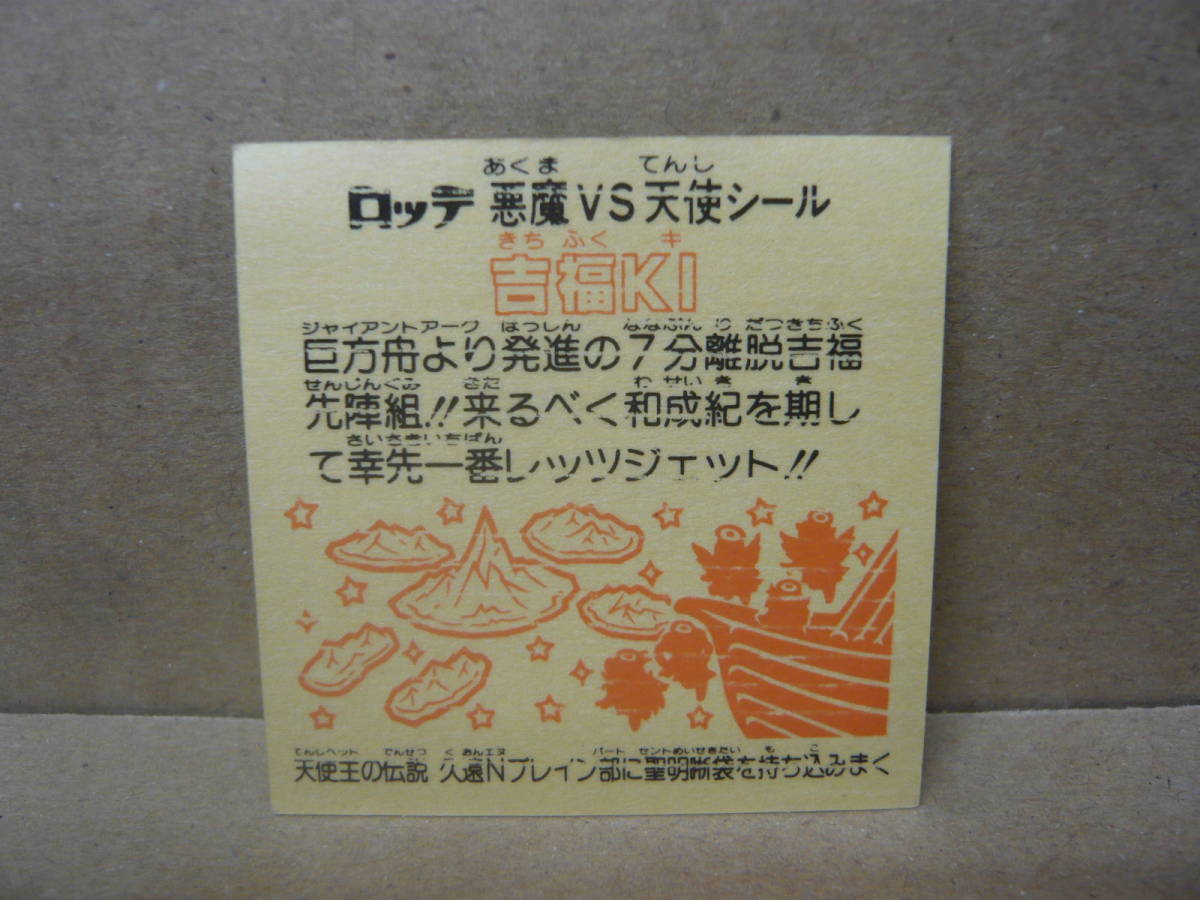 あくま てんし
ロッテ 悪魔VS天使シール
きち ふく キ
吉福KI
ジャイアントアーク はっしん ななぶん り だつきちふく
巨方舟より発進の7分離脱吉福
せんじんぐみ きた わ せい き き
先陣組!!来るべく和成紀を期し
さいさきいちばん
て幸先一番レッツジェット!!
てんしヘッド でんせつ く おんエヌ パート セントめいせきたい も こ
天使王の伝説 久遠Nブレイン部に聖明晰袋を持ち込みまく